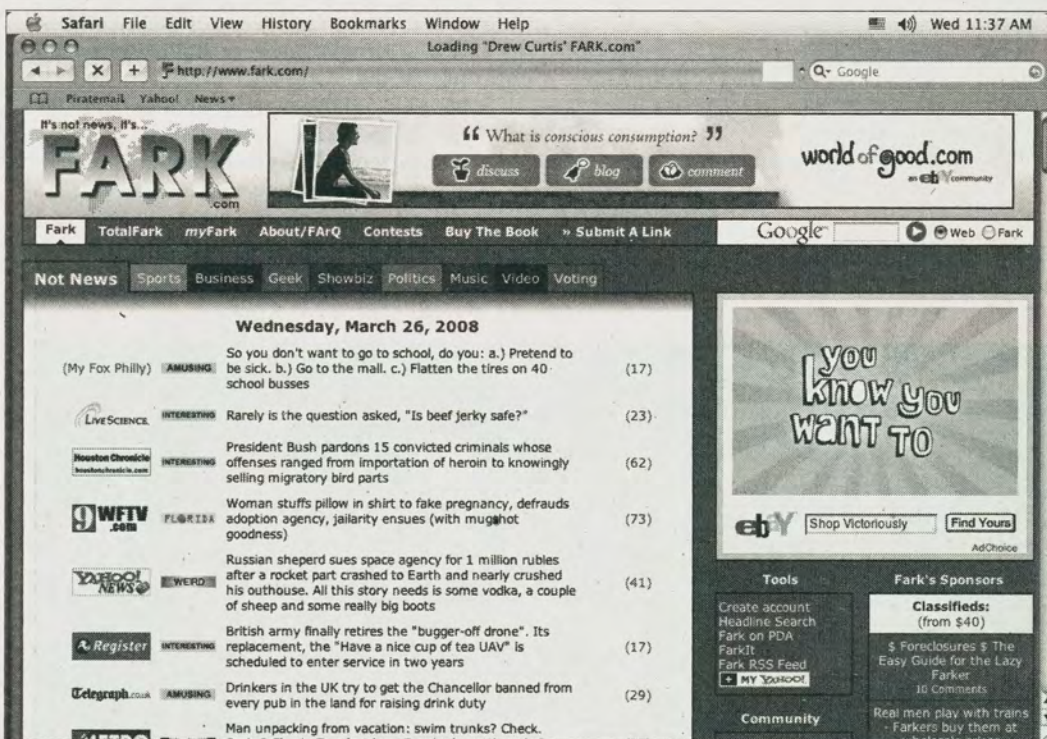 Safari File Edit View History Bookmarks Window Help
Wed 11:37 AM
Loading "Drew Curtis' FARK.com"
http://www.fark.com/
Q Google
Piratemail Yahoo! News
It's not news, it's...
FARK
.com
“ What is conscious consumption? ”
discuss blog comment
world of good.com
an ebY community
Fark TotalFark myFark About/FArQ Contests Buy The Book » Submit A Link
Google Web Fark
Not News Sports Business Geek Showbiz Politics Music Video Voting
Wednesday, March 26, 2008
(My Fox Philly) AMUSING
So you don't want to go to school, do you: a.) Pretend to
be sick. b.) Go to the mall. c.) Flatten the tires on 40
school busses
(17)
LIVESCIENCE INTERESTING Rarely is the question asked, "Is beef jerky safe?" (23)
Houston Chronicle
houstonchronicle.com
INTERESTING
President Bush pardons 15 convicted criminals whose
offenses ranged from importation of heroin to knowingly
selling migratory bird parts
(62)
9 WFTV
.com
FLORIDA
Woman stuffs pillow in shirt to fake pregnancy, defrauds
adoption agency, jailarity ensues (with mugshot
goodness)
(73)
YAHOO!
NEWS
WERD
Russian sheperd sues space agency for 1 million rubles
after a rocket part crashed to Earth and nearly crushed
his outhouse. All this story needs is some vodka, a couple
of sheep and some really big boots
(41)
Register INTERESTING
British army finally retires the "bugger-off drone". Its
replacement, the "Have a nice cup of tea UAV" is
scheduled to enter service in two years
(17)
Telegraph.co.uk AMUSING
Drinkers in the UK try to get the Chancellor banned from
every pub in the land for raising drink duty
(29)
Man unpacking from vacation: swim trunks? Check.
you
know you
want to
ebY Shop Victoriously Find Yours
AdChoice
Tools
Create account
Headline Search
Fark on PDA
FarkIt
Fark RSS Feed
+ MY YAHOO!
Community
Fark's Sponsors
Classifieds:
(from $40)
$ Foreclosures $ The
Easy Guide for the Lazy
Farker
10 Comments
Real men play with trains
- Farkers buy them at